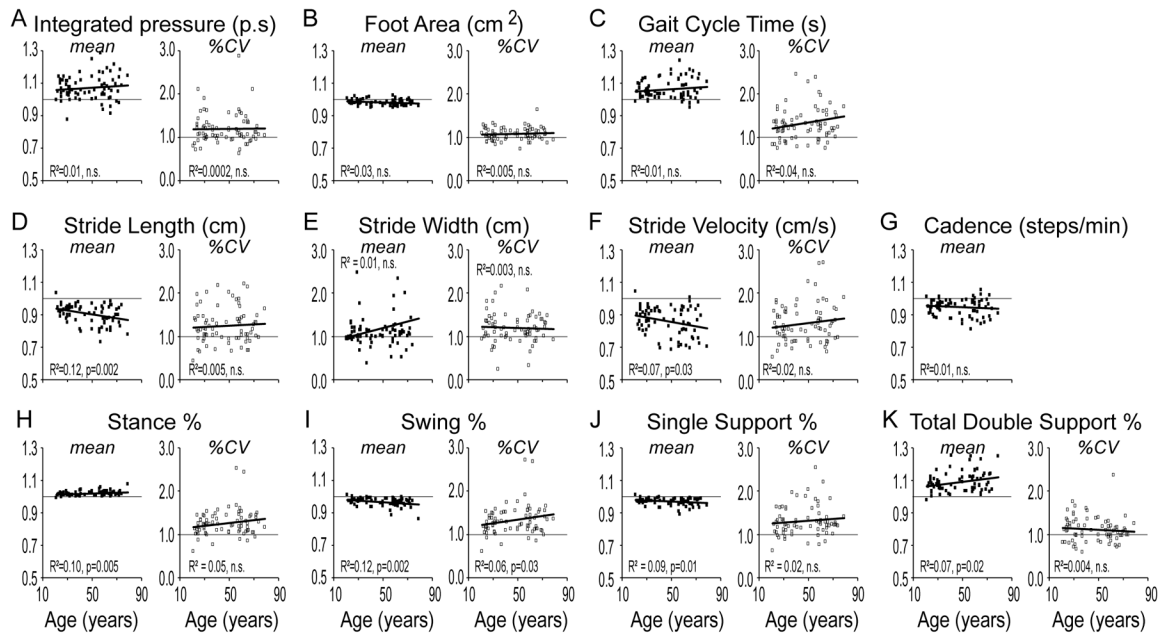 A Integrated pressure (p.s) B Foot Area (cm 2) C Gait Cycle Time (s)
mean %CV mean %CV mean %CV
1.3 3.0 1.3 3.0 1.3 3.0
1.1 2.0 1.1 2.0 1.1 2.0
0.9 1.0 0.9 1.0 0.9 1.0
0.7 0.7 0.7
R²=0.01, n.s. R²=0.0002, n.s. R²=0.03, n.s. R²=0.005, n.s. R²=0.01, n.s. R²=0.04, n.s.
0.5 0.0 0.5 0.0 0.5 0.0
D Stride Length (cm) E Stride Width (cm) F Stride Velocity (cm/s) G Cadence (steps/min)
mean %CV mean %CV mean %CV mean
1.3 3.0 3.0 3.0 1.3 3.0 1.3
R² = 0.01, n.s. R²=0.003, n.s.
1.1 2.0 2.0 2.0 1.1 2.0 1.1
0.9 1.0 1.0 1.0 0.9 1.0 0.9
0.7 0.7 0.7
R²=0.12, p=0.002 R²=0.005, n.s. R²=0.07, p=0.03 R²=0.02, n.s. R²=0.01, n.s.
0.5 0.0 0.0 0.0 0.5 0.0 0.5
H Stance % I Swing % J Single Support % K Total Double Support %
mean %CV mean %CV mean %CV mean %CV
1.3 3.0 1.3 3.0 1.3 3.0 1.3 3.0
1.1 2.0 1.1 2.0 1.1 2.0 1.1 2.0
0.9 1.0 0.9 1.0 0.9 1.0 0.9 1.0
0.7 0.7 0.7 0.7
R²=0.10, p=0.005 R² = 0.05, n.s. R²=0.12, p=0.002 R²=0.06, p=0.03 R² = 0.09, p=0.01 R² = 0.02, n.s. R²=0.07, p=0.02 R²=0.004, n.s.
0.5 0.0 0.5 0.0 0.5 0.0 0.5 0.0
10 50 90 10 50 90 10 50 90 10 50 90 10 50 90 10 50 90 10 50 90 10 50 90
Age (years) Age (years) Age (years) Age (years) Age (years) Age (years) Age (years) Age (years)